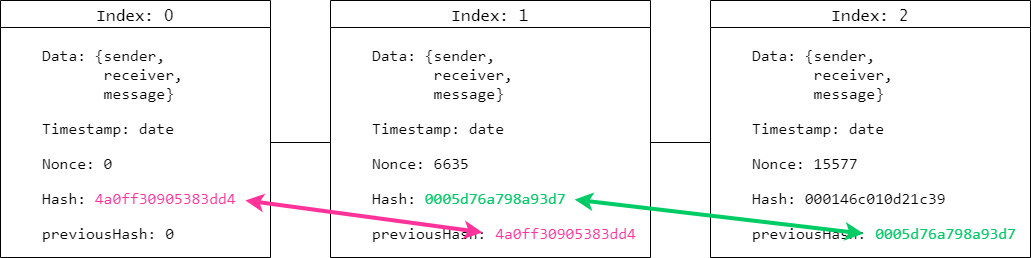 Index: 0
Data: {sender,
receiver,
message}
Timestamp: date
Nonce: 0
Hash: 4a0ff30905383dd4
previousHash: 0
Index: 1
Data: {sender,
receiver,
message}
Timestamp: date
Nonce: 6635
Hash: 0005d76a798a93d7
previousHash: 4a0ff30905383dd4
Index: 2
Data: {sender,
receiver,
message}
Timestamp: date
Nonce: 15577
Hash: 000146c010d21c39
previousHash: 0005d76a798a93d7